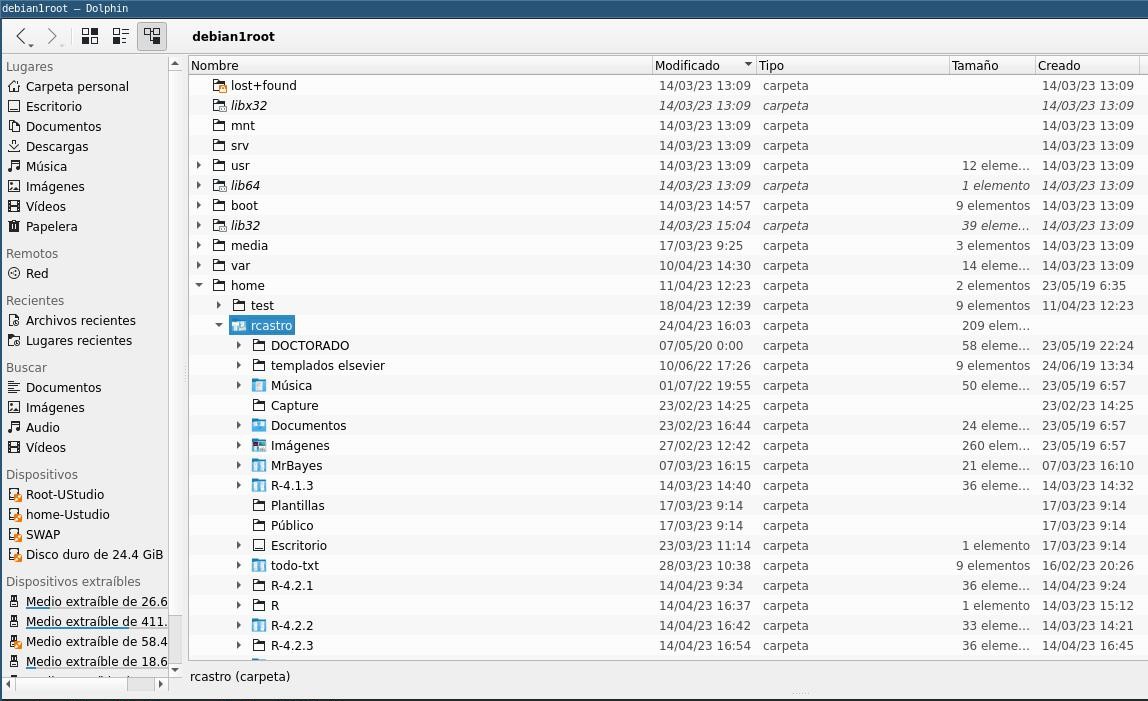 debian1root — Dolphin
debian1root
Lugares
Carpeta personal
Escritorio
Documentos
Descargas
Música
Imágenes
Vídeos
Papelera
Remotos
Red
Recientes
Archivos recientes
Lugares recientes
Buscar
Documentos
Imágenes
Audio
Vídeos
Dispositivos
Root-UStudio
home-Ustudio
SWAP
Disco duro de 24.4 GiB
Dispositivos extraíbles
Medio extraíble de 26.6
Medio extraíble de 411.
Medio extraíble de 58.4
Medio extraíble de 18.6
Nombre Modificado Tipo Tamaño Creado
lost+found 14/03/23 13:09 carpeta 14/03/23 13:09
libx32 14/03/23 13:09 carpeta 14/03/23 13:09
mnt 14/03/23 13:09 carpeta 14/03/23 13:09
srv 14/03/23 13:09 carpeta 14/03/23 13:09
usr 14/03/23 13:09 carpeta 12 eleme... 14/03/23 13:09
lib64 14/03/23 13:09 carpeta 1 elemento 14/03/23 13:09
boot 14/03/23 14:57 carpeta 9 elementos 14/03/23 13:09
lib32 14/03/23 15:04 carpeta 39 eleme... 14/03/23 13:09
media 17/03/23 9:25 carpeta 3 elementos 14/03/23 13:09
var 10/04/23 14:30 carpeta 14 eleme... 14/03/23 13:09
home 11/04/23 12:23 carpeta 2 elementos 23/05/19 6:35
test 18/04/23 12:39 carpeta 9 elementos 11/04/23 12:23
rcastro 24/04/23 16:03 carpeta 209 elem...
DOCTORADO 07/05/20 0:00 carpeta 58 eleme... 23/05/19 22:24
templados elsevier 10/06/22 17:26 carpeta 9 elementos 24/06/19 13:34
Música 01/07/22 19:55 carpeta 50 eleme... 23/05/19 6:57
Capture 23/02/23 14:25 carpeta 23/02/23 14:25
Documentos 23/02/23 16:44 carpeta 24 eleme... 23/05/19 6:57
Imágenes 27/02/23 12:42 carpeta 260 elem... 23/05/19 6:57
MrBayes 07/03/23 16:15 carpeta 21 eleme... 07/03/23 16:10
R-4.1.3 14/03/23 14:40 carpeta 36 eleme... 14/03/23 14:32
Plantillas 17/03/23 9:14 carpeta 17/03/23 9:14
Público 17/03/23 9:14 carpeta 17/03/23 9:14
Escritorio 23/03/23 11:14 carpeta 1 elemento 17/03/23 9:14
todo-txt 28/03/23 10:38 carpeta 9 elementos 16/02/23 20:26
R-4.2.1 14/04/23 9:34 carpeta 36 eleme... 14/04/23 9:24
R 14/04/23 16:37 carpeta 1 elemento 14/03/23 15:12
R-4.2.2 14/04/23 16:42 carpeta 33 eleme... 14/03/23 14:21
R-4.2.3 14/04/23 16:54 carpeta 36 eleme... 14/04/23 16:45
rcastro (carpeta)